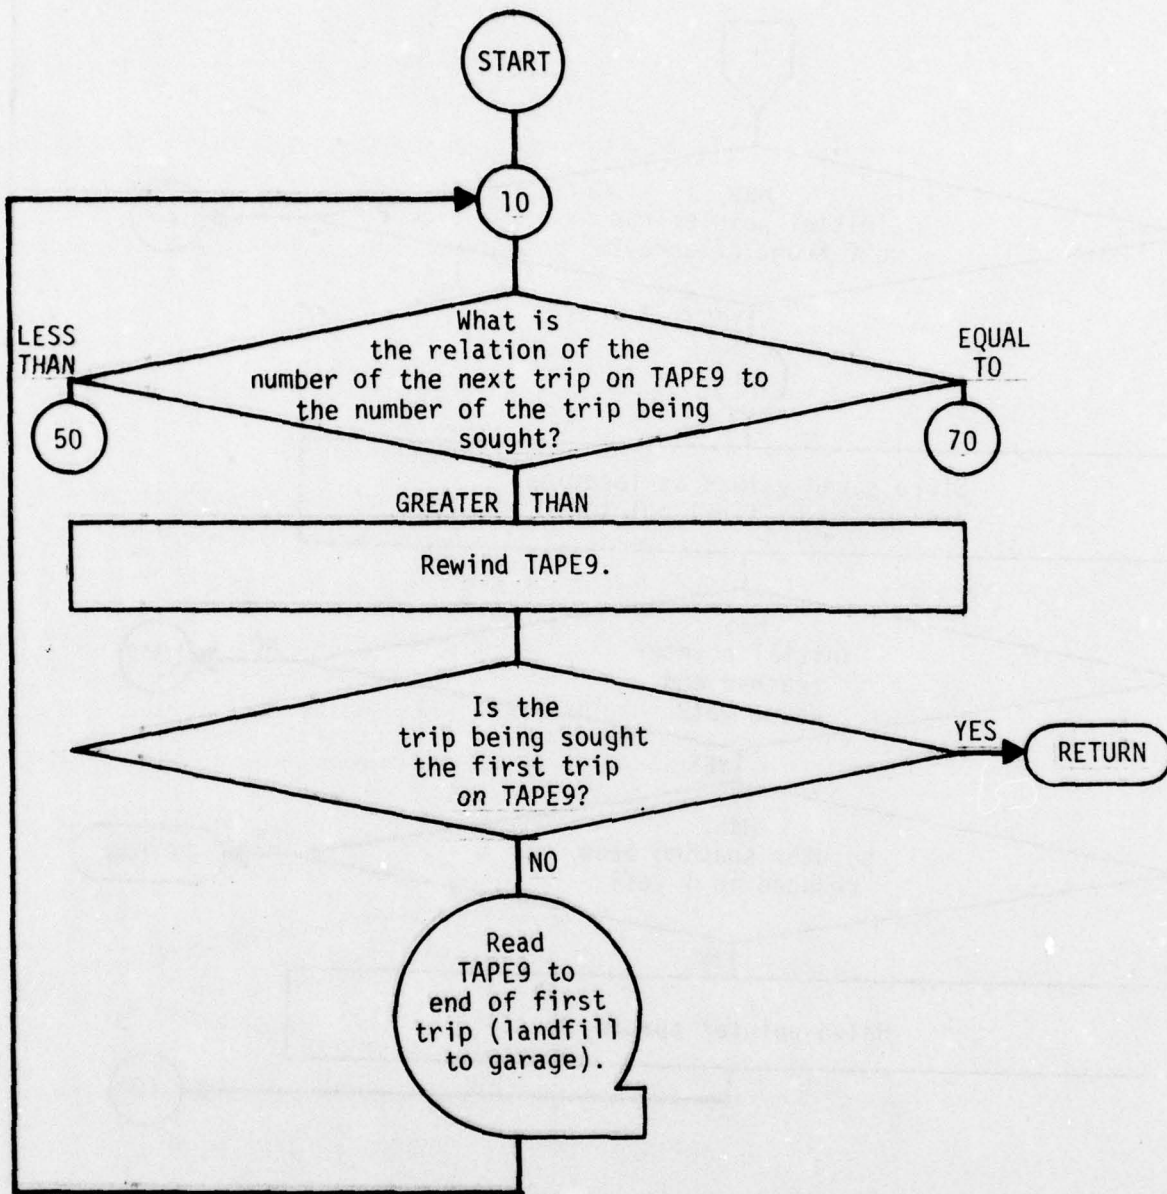 START
10
What is
the relation of the
number of the next trip on TAPE9 to
the number of the trip being
sought?
LESS
THAN
EQUAL
TO
50
70
GREATER THAN
Rewind TAPE9.
Is the
trip being sought
the first trip
on TAPE9?
YES
RETURN
NO
Read
TAPE9 to
end of first
trip (landfill
to garage).